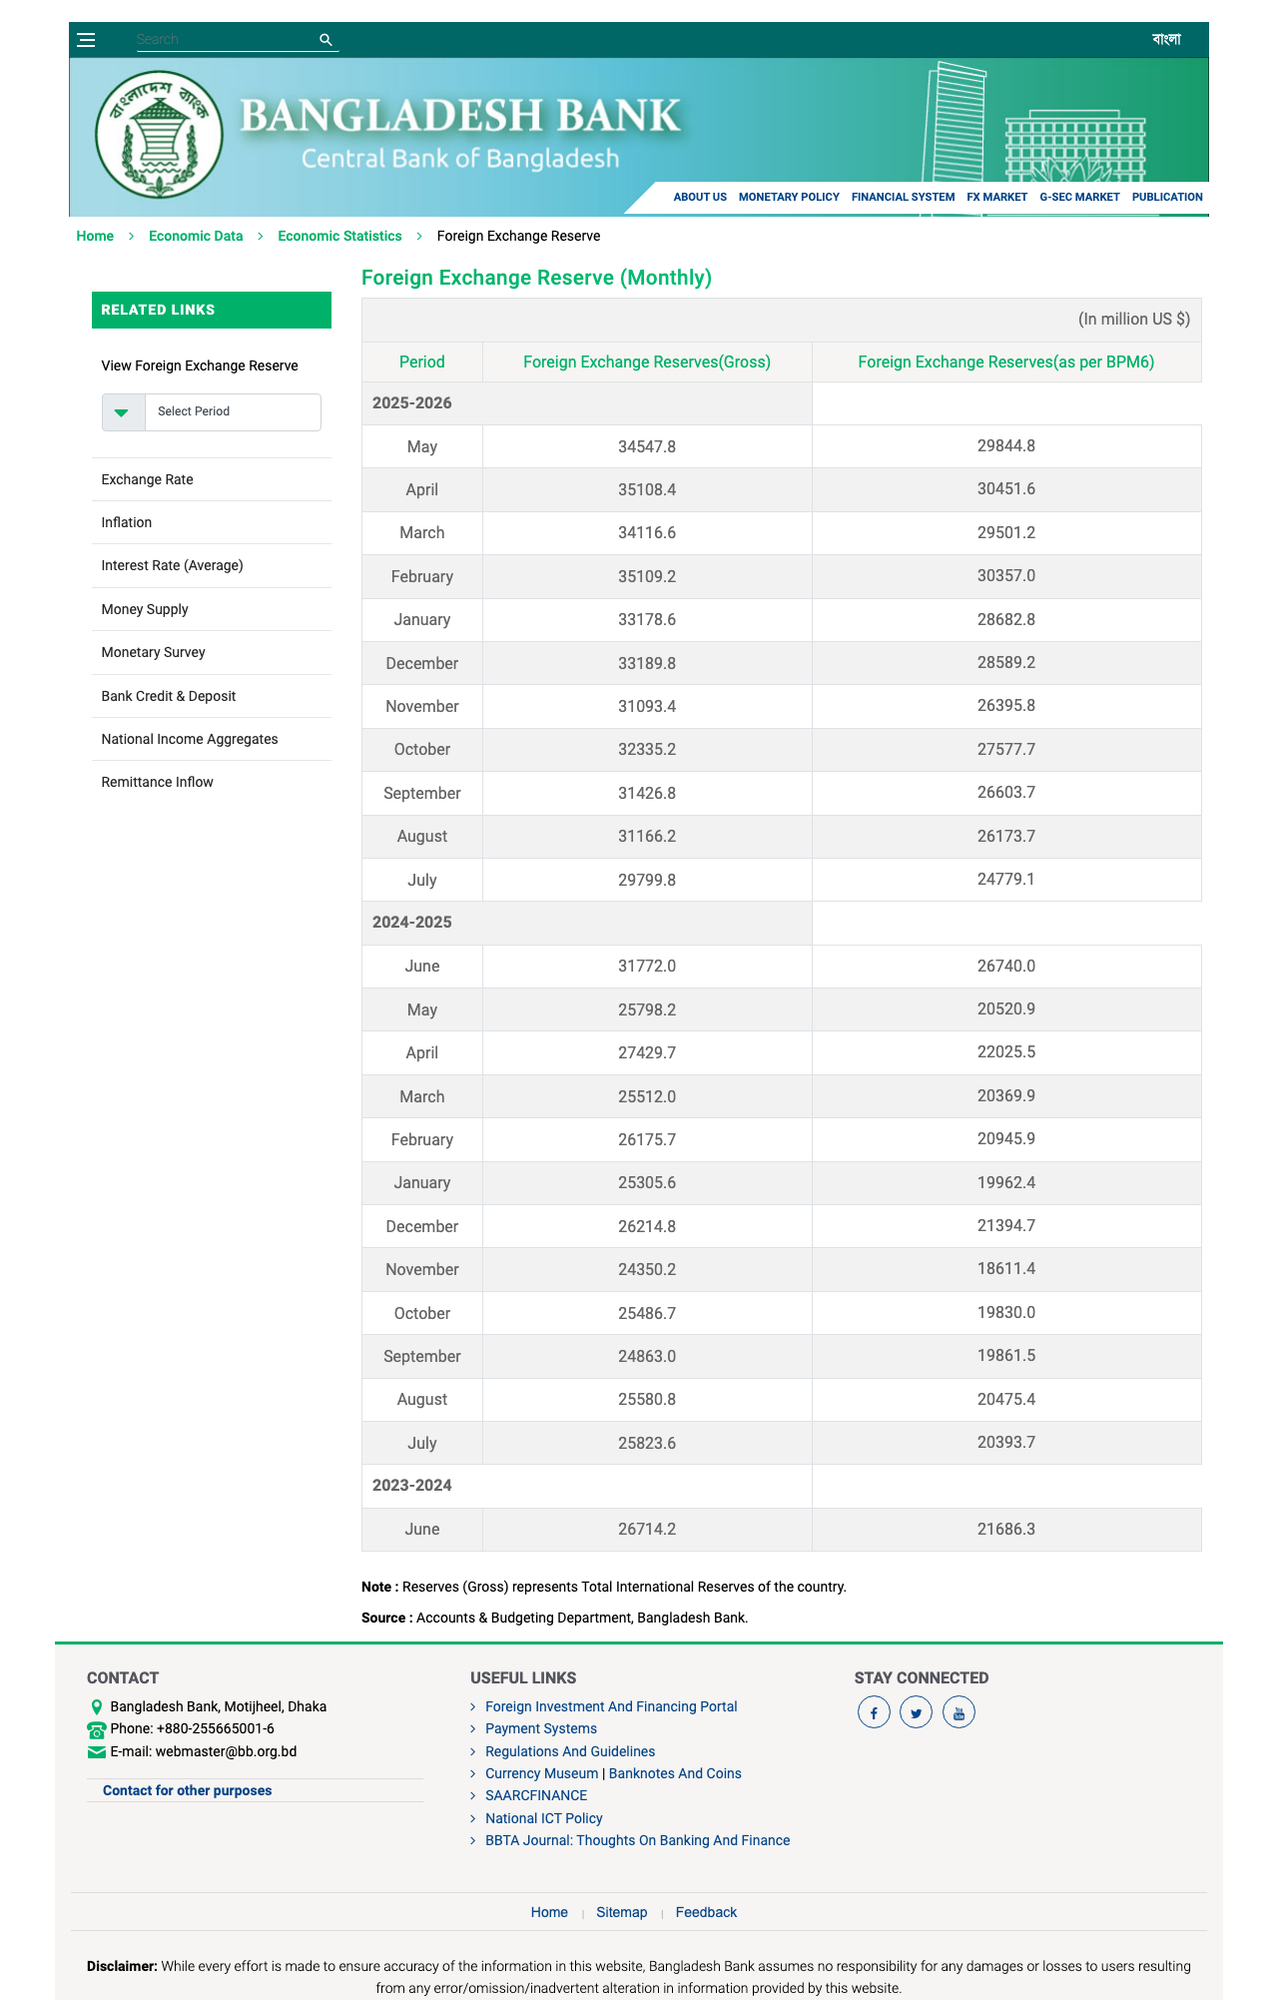 Search
বাংলা
বাংলাদেশ ব্যাংক
BANGLADESH BANK
Central Bank of Bangladesh
ABOUT US MONETARY POLICY FINANCIAL SYSTEM FX MARKET G-SEC MARKET PUBLICATION
Home > Economic Data > Economic Statistics > Foreign Exchange Reserve
RELATED LINKS
View Foreign Exchange Reserve
Select Period
Exchange Rate
Inflation
Interest Rate (Average)
Money Supply
Monetary Survey
Bank Credit & Deposit
National Income Aggregates
Remittance Inflow
Foreign Exchange Reserve (Monthly)
(In million US $)
Period Foreign Exchange Reserves(Gross) Foreign Exchange Reserves(as per BPM6)
2025-2026
May 34547.8 29844.8
April 35108.4 30451.6
March 34116.6 29501.2
February 35109.2 30357.0
January 33178.6 28682.8
December 33189.8 28589.2
November 31093.4 26395.8
October 32335.2 27577.7
September 31426.8 26603.7
August 31166.2 26173.7
July 29799.8 24779.1
2024-2025
June 31772.0 26740.0
May 25798.2 20520.9
April 27429.7 22025.5
March 25512.0 20369.9
February 26175.7 20945.9
January 25305.6 19962.4
December 26214.8 21394.7
November 24350.2 18611.4
October 25486.7 19830.0
September 24863.0 19861.5
August 25580.8 20475.4
July 25823.6 20393.7
2023-2024
June 26714.2 21686.3
Note : Reserves (Gross) represents Total International Reserves of the country.
Source : Accounts & Budgeting Department, Bangladesh Bank.
CONTACT
Bangladesh Bank, Motijheel, Dhaka
Phone: +880-255665001-6
E-mail: webmaster@bb.org.bd
Contact for other purposes
USEFUL LINKS
> Foreign Investment And Financing Portal
> Payment Systems
> Regulations And Guidelines
> Currency Museum | Banknotes And Coins
> SAARCFINANCE
> National ICT Policy
> BBTA Journal: Thoughts On Banking And Finance
STAY CONNECTED
Home | Sitemap | Feedback
Disclaimer: While every effort is made to ensure accuracy of the information in this website, Bangladesh Bank assumes no responsibility for any damages or losses to users resulting
from any error/omission/inadvertent alteration in information provided by this website.